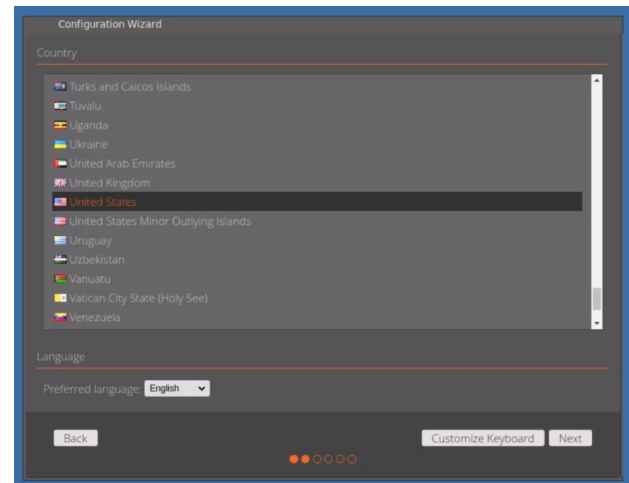 Configuration Wizard
Country
Turks and Caicos Islands
Tuvalu
Uganda
Ukraine
United Arab Emirates
United Kingdom
United States
United States Minor Outlying Islands
Uruguay
Uzbekistan
Vanuatu
Vatican City State (Holy See)
Venezuela
Language
Preferred language: English
Back Customize Keyboard Next